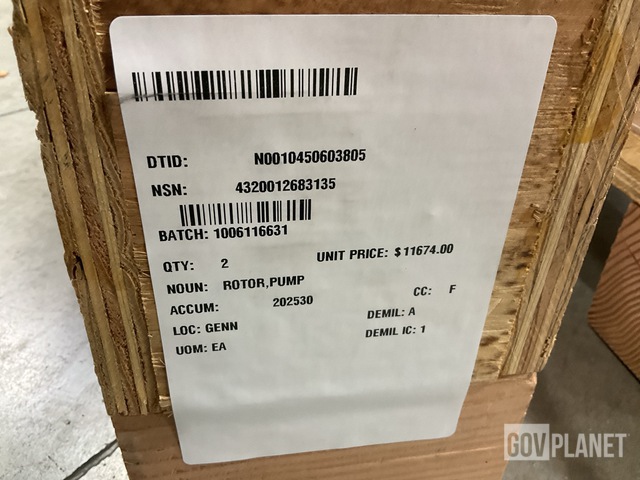 DTID: N0010450603805
NSN: 4320012683135
BATCH: 1006116631
QTY: 2 UNIT PRICE: $11674.00
NOUN: ROTOR,PUMP
ACCUM: 202530 CC: F
LOC: GENN DEMIL: A
UOM: EA DEMIL IC: 1
GOVPLANET